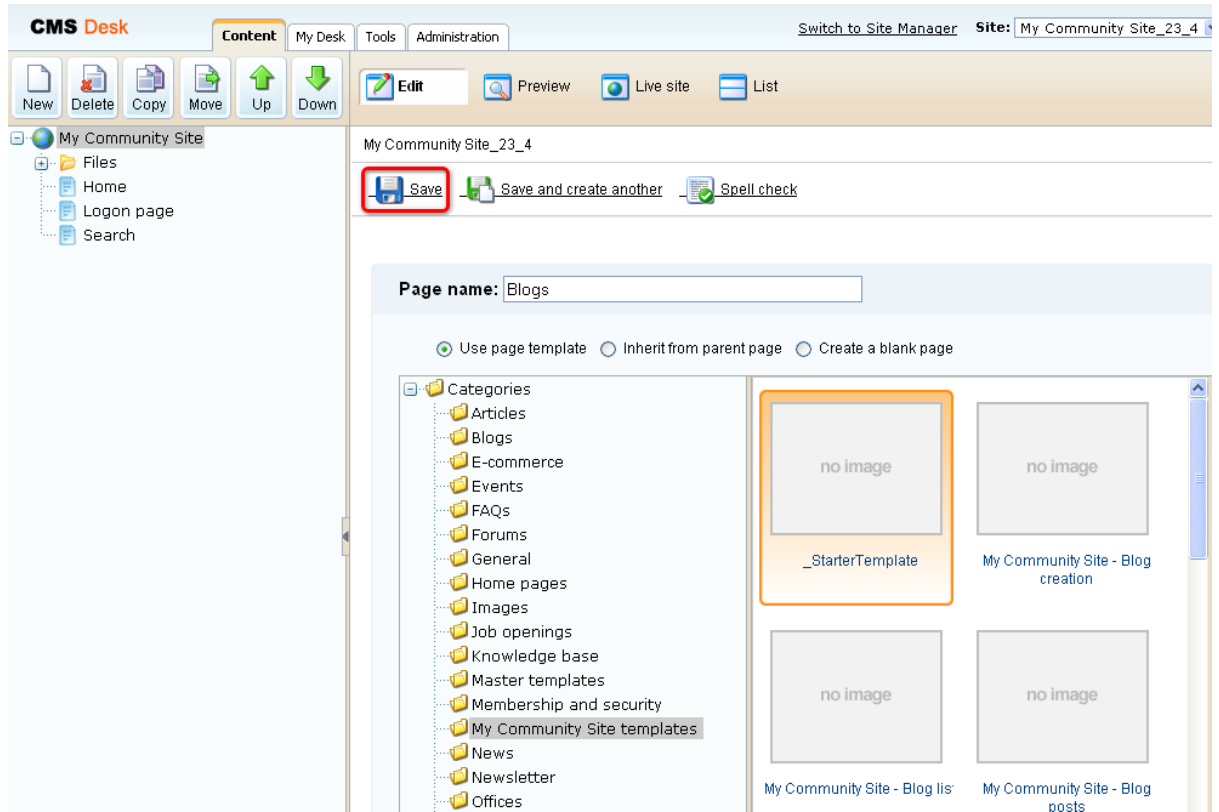 CMS Desk
Content
My Desk
Tools
Administration
Switch to Site Manager
Site: My Community Site_23_4
New
Delete
Copy
Move
Up
Down
Edit
Preview
Live site
List
My Community Site
Files
Home
Logon page
Search
My Community Site_23_4
Save
Save and create another
Spell check
Page name: Blogs
Use page template
Inherit from parent page
Create a blank page
Categories
Articles
Blogs
E-commerce
Events
FAQs
Forums
General
Home pages
Images
Job openings
Knowledge base
Master templates
Membership and security
My Community Site templates
News
Newsletter
Offices
no image
_StarterTemplate
no image
My Community Site - Blog
creation
no image
My Community Site - Blog lis
no image
My Community Site - Blog
posts